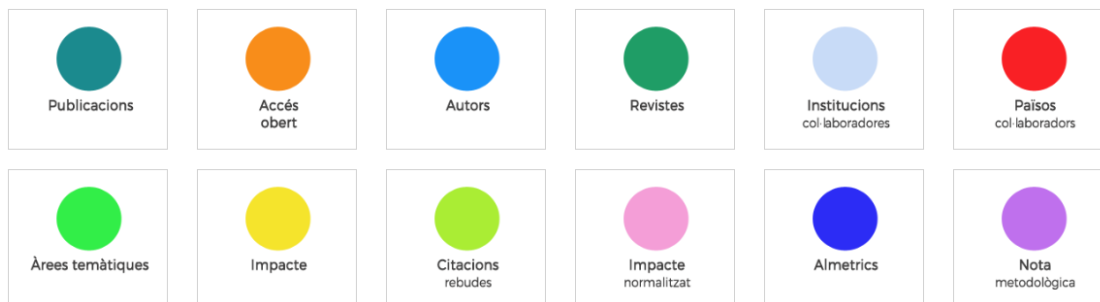 Publicacions
Accés
obert
Autors
Revistes
Institucions
col·laboradores
Països
col·laboradors
Àrees temàtiques
Impacte
Citacions
rebudes
Impacte
normalitzat
Almetrics
Nota
metodològica